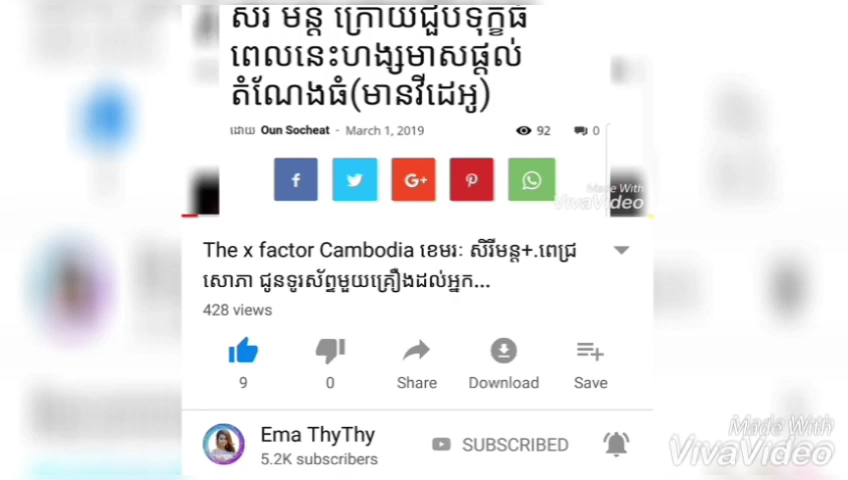 សិរី មន្ត ក្រោយជួបទុក្ខធំ
ពេលនេះហង្សមាសផ្តល់
តំណែងធំ(មានវីដេអូ)
ដោយ Oun Socheat - March 1, 2019 92 0
Made With
VivaVideo
The x factor Cambodia ខេមរៈ សិរីមន្ត+.ពេជ្រ
សោភា ជូនទូរស័ព្ទមួយគ្រឿងដល់អ្នក...
428 views
9 0 Share Download Save
Ema ThyThy
SUBSCRIBED
5.2K subscribers
Made With
VivaVideo